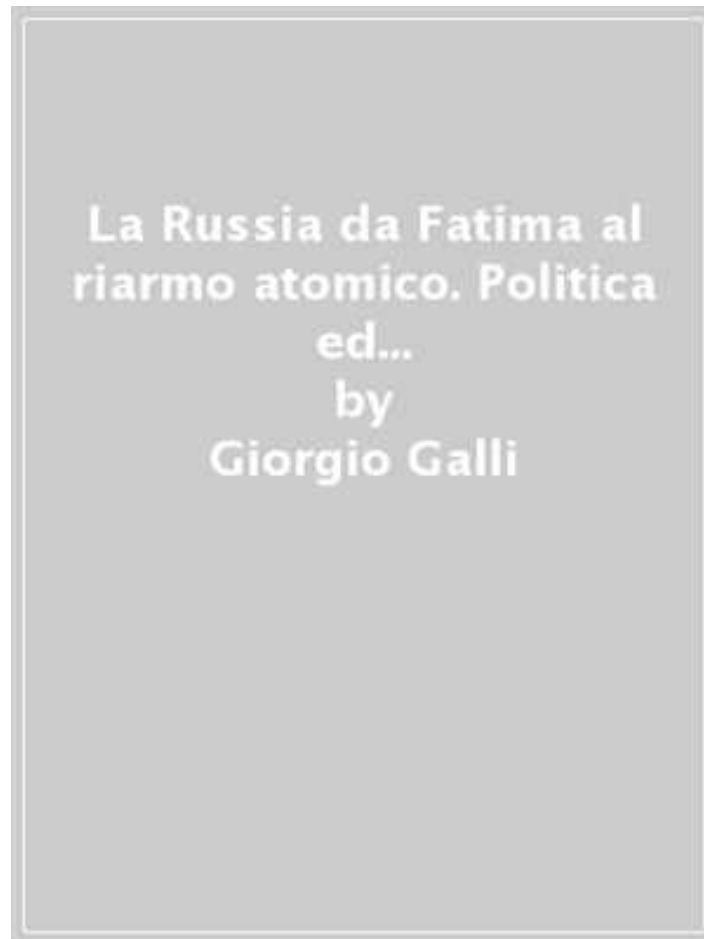 La Russia da Fatima al
riarmo atomico. Politica
ed...
by
Giorgio Galli